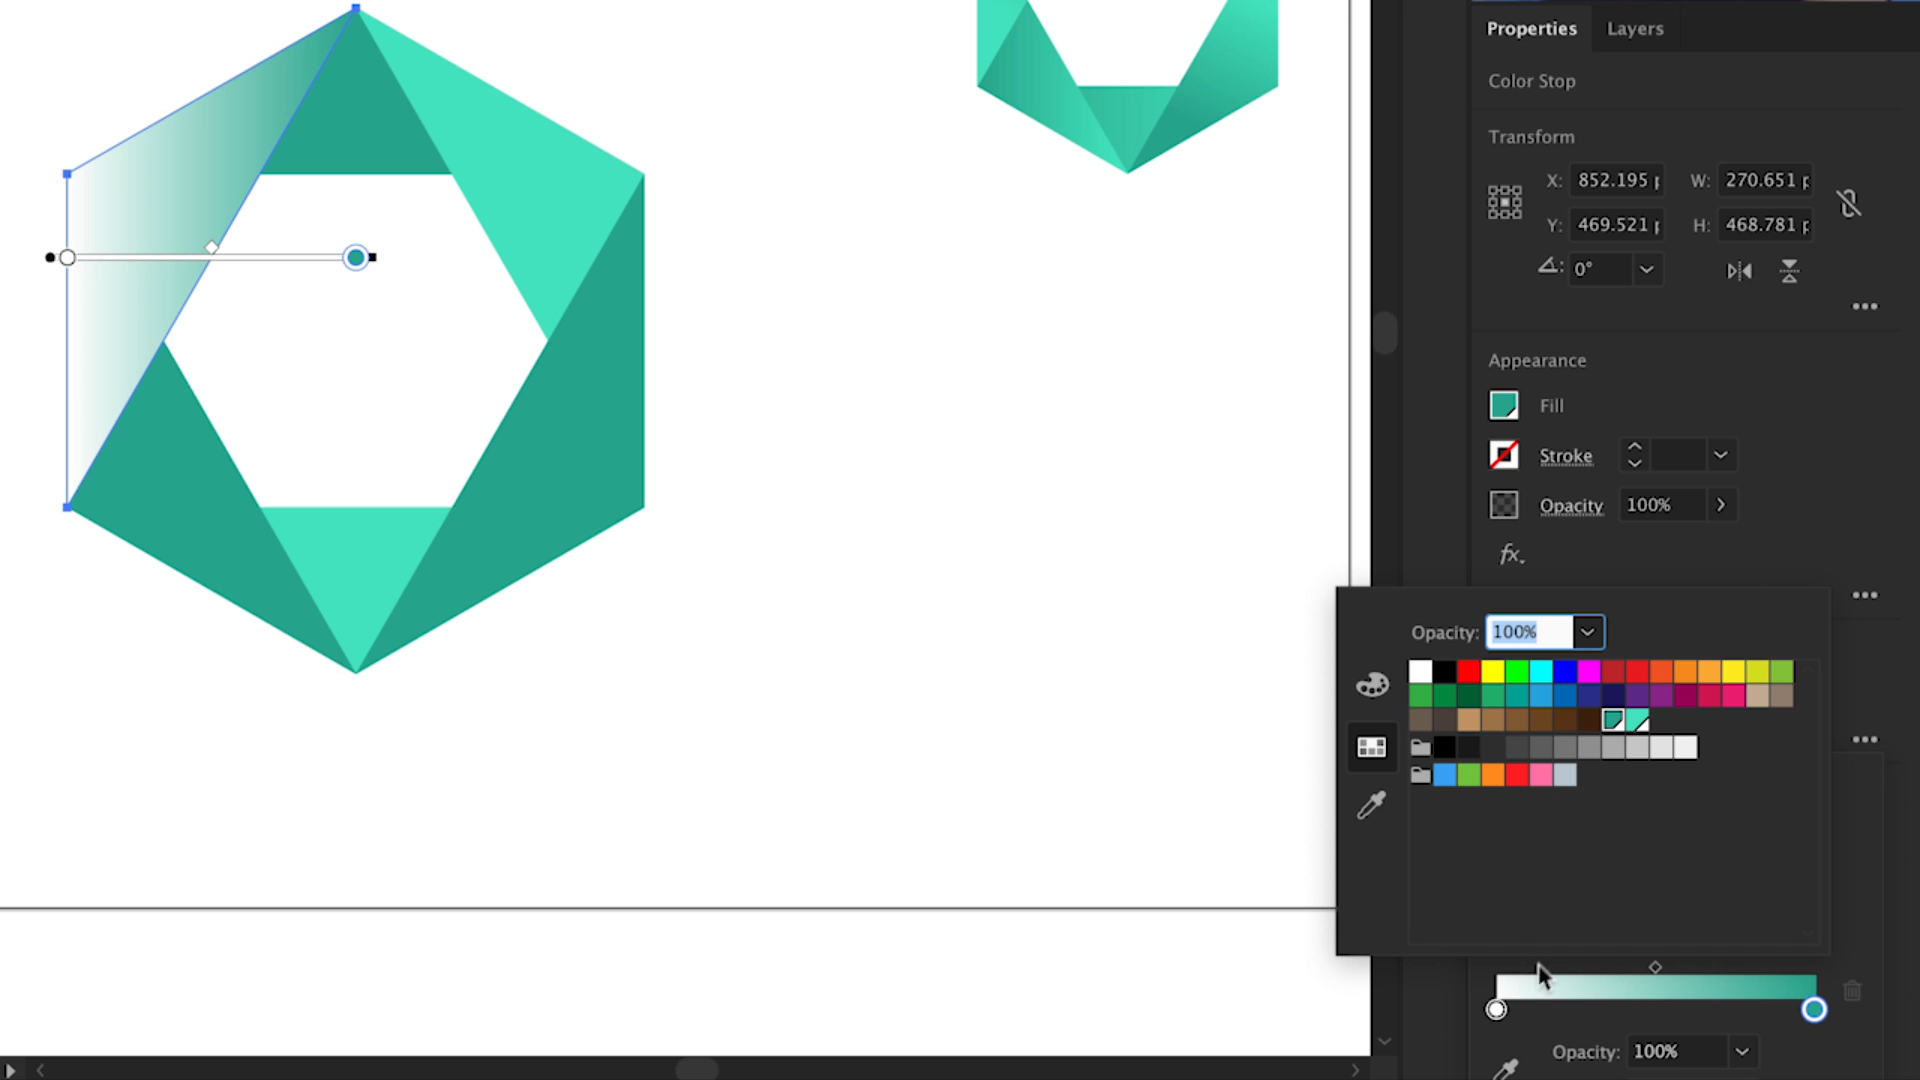 Properties Layers
Color Stop
Transform
X: 852.195 p W: 270.651 p
Y: 469.521 p H: 468.781 p
0°
Appearance
Fill
Stroke
Opacity 100%
fx.
Opacity: 100%
Opacity: 100%